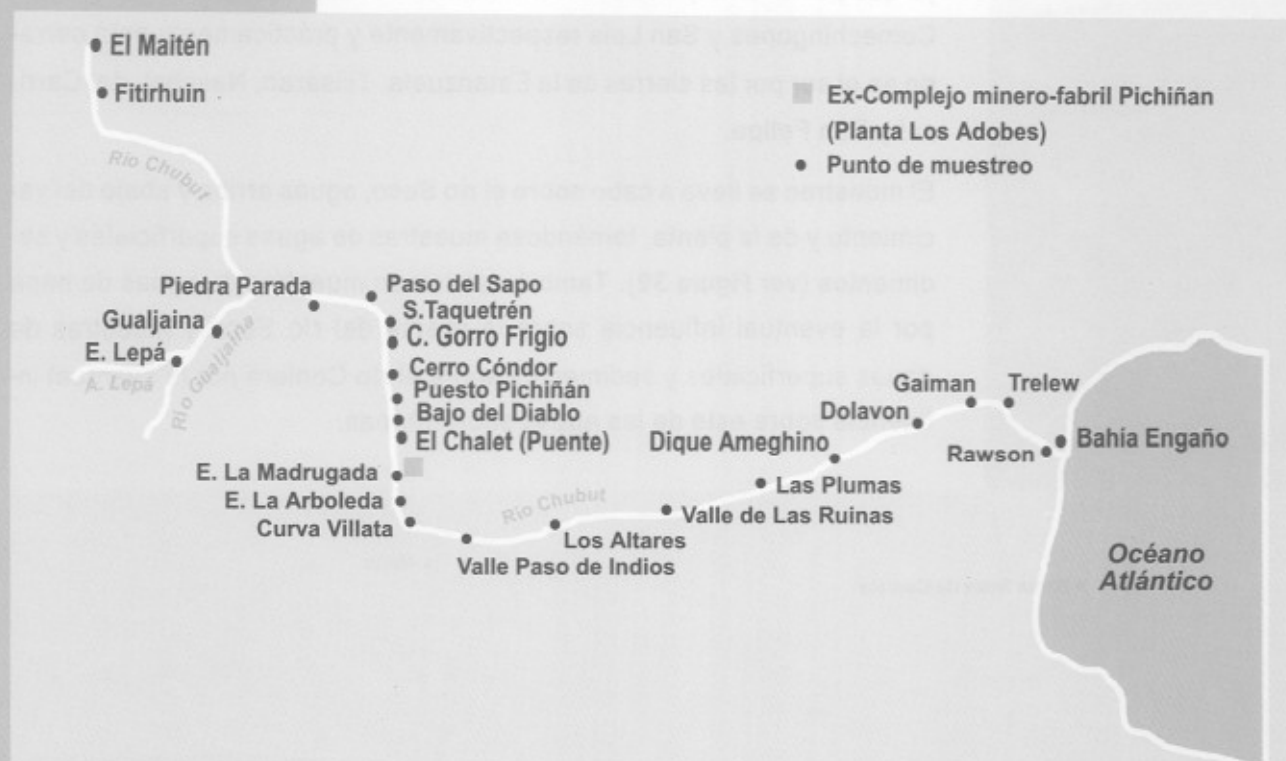 El Maitén
Fitirhuin
Río Chubut
Ex-Complejo minero-fabril Pichiñan
(Planta Los Adobes)
Punto de muestreo
Piedra Parada
Paso del Sapo
Gualjaina
S.Taquetrén
C. Gorro Frigio
E. Lepá
A. Lepá
Río Gualjaina
Cerro Cóndor
Puesto Pichiñán
Bajo del Diablo
El Chalet (Puente)
E. La Madrugada
E. La Arboleda
Curva Villata
Río Chubut
Valle Paso de Indios
Los Altares
Valle de Las Ruinas
Las Plumas
Dique Ameghino
Dolavon
Gaiman
Trelew
Rawson
Bahía Engaño
Océano
Atlántico